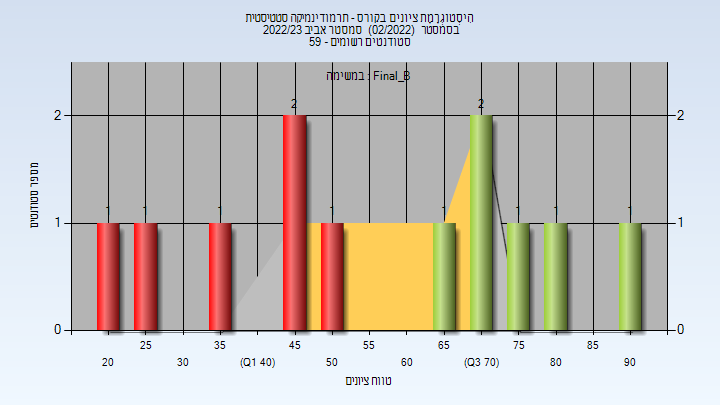 היסטוגרמת ציונים בקורס - תרמודינמיקה סטטיסטית
בסמסטר (02/2022) סמסטר אביב 2022/23
סטודנטים רשומים - 59
במשימה : Final_B
מספר סטודנטים
2 2
1 1
0 0
1 1 1 2 1 1 2 1 1 1
25 35 45 55 65 75 85
20 30 (Q1 40) 50 60 (Q3 70) 80 90
טווח ציונים